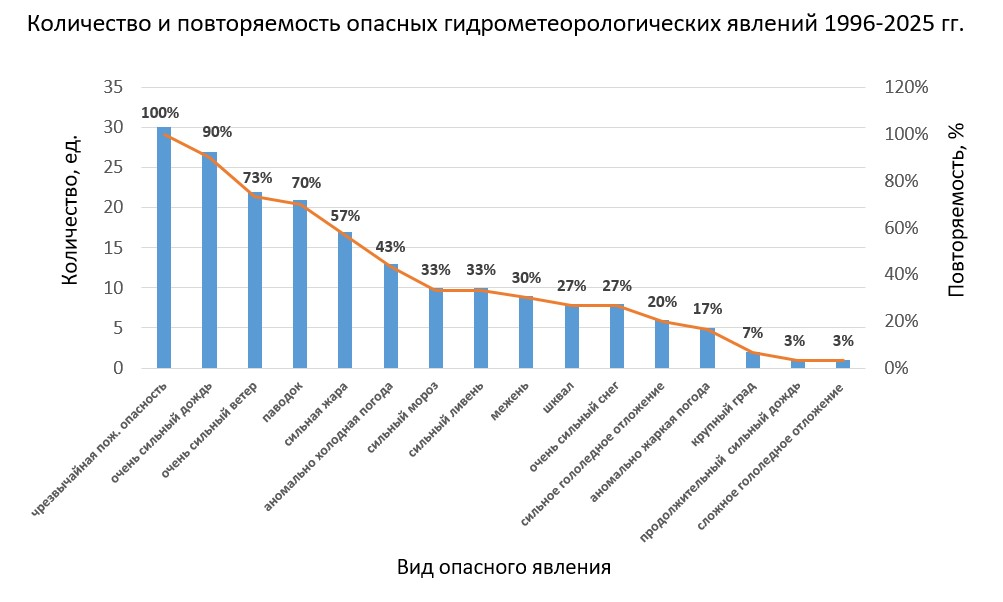 Количество и повторяемость опасных гидрометеорологических явлений 1996-2025 гг.
35
30
25
20
15
10
5
0
Количество, ед.
120%
100%
80%
60%
40%
20%
0%
Повторяемость, %
100%
90%
73%
70%
57%
43%
33%
33%
30%
27%
27%
20%
17%
7%
3%
3%
чрезвычайная пож. опасность
очень сильный дождь
очень сильный ветер
паводок
сильная жара
аномально холодная погода
сильный мороз
сильный ливень
межень
шквал
очень сильный снег
сильное гололедное отложение
аномально жаркая погода
крупный град
продолжительный сильный дождь
сложное гололедное отложение
Вид опасного явления